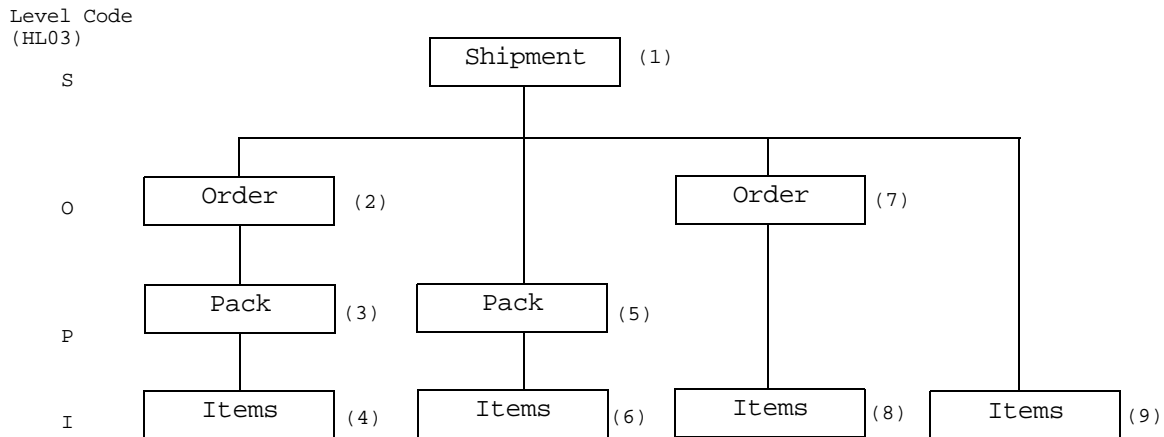 Level Code
(HL03)
S
Shipment (1)
O
Order (2)
Order (7)
P
Pack (3)
Pack (5)
I
Items (4)
Items (6)
Items (8)
Items (9)